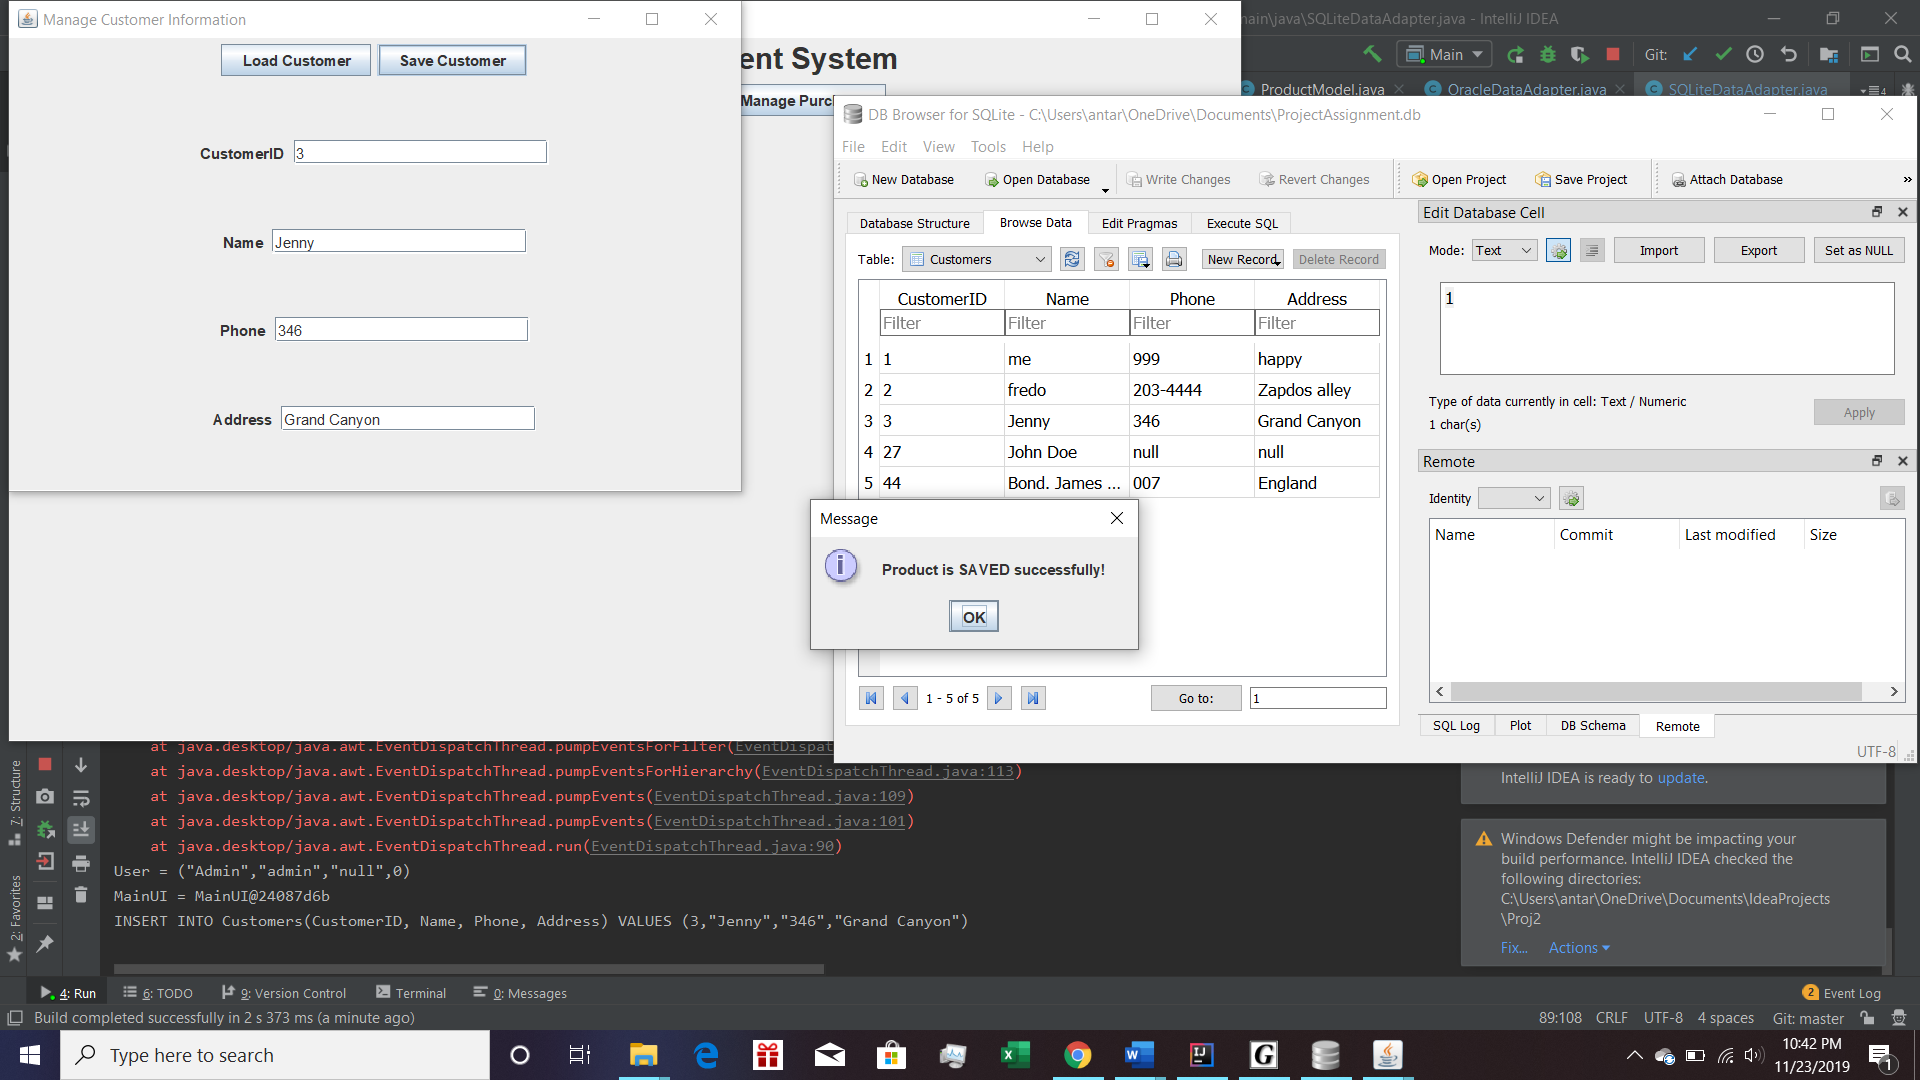 Manage Customer Information
Load Customer
Save Customer
CustomerID
3
Name
Jenny
Phone
346
Address
Grand Canyon
ent System
Manage Purc
ain\java\SQLiteDataAdapter.java - IntelliJ IDEA
Main
Git:
ProductModel.java
OracleDataAdapter.java
SQLiteDataAdapter.java
4
DB Browser for SQLite - C:\Users\antar\OneDrive\Documents\ProjectAssignment.db
File Edit View Tools Help
New Database
Open Database
Write Changes
Revert Changes
Open Project
Save Project
Attach Database
»
Database Structure
Browse Data
Edit Pragmas
Execute SQL
Table:
Customers
New Record
Delete Record
CustomerID Name Phone Address
Filter Filter Filter Filter
1 1 me 999 happy
2 2 fredo 203-4444 Zapdos alley
3 3 Jenny 346 Grand Canyon
4 27 John Doe null null
5 44 Bond. James ... 007 England
1 - 5 of 5
Go to:
1
Edit Database Cell
Mode:
Text
Import
Export
Set as NULL
1
Type of data currently in cell: Text / Numeric
1 char(s)
Apply
Remote
Identity
Name Commit Last modified Size
SQL Log
Plot
DB Schema
Remote
UTF-8
Message
Product is SAVED successfully!
OK
at java.desktop/java.awt.EventDispatchThread.pumpEventsForFilter(EventDispat
at java.desktop/java.awt.EventDispatchThread.pumpEventsForHierarchy(EventDispatchThread.java:113)
at java.desktop/java.awt.EventDispatchThread.pumpEvents(EventDispatchThread.java:109)
at java.desktop/java.awt.EventDispatchThread.pumpEvents(EventDispatchThread.java:101)
at java.desktop/java.awt.EventDispatchThread.run(EventDispatchThread.java:90)
User = ("Admin","admin","null",0)
MainUI = MainUI@24087d6b
INSERT INTO Customers(CustomerID, Name, Phone, Address) VALUES (3,"Jenny","346","Grand Canyon")
7: Structure
2: Favorites
IntelliJ IDEA is ready to update.
Windows Defender might be impacting your
build performance. IntelliJ IDEA checked the
following directories:
C:\Users\antar\OneDrive\Documents\IdeaProjects
\Proj2
Fix...
Actions
4: Run
6: TODO
9: Version Control
Terminal
0: Messages
2 Event Log
Build completed successfully in 2 s 373 ms (a minute ago)
89:108
CRLF
UTF-8
4 spaces
Git: master
Type here to search
10:42 PM
11/23/2019
1